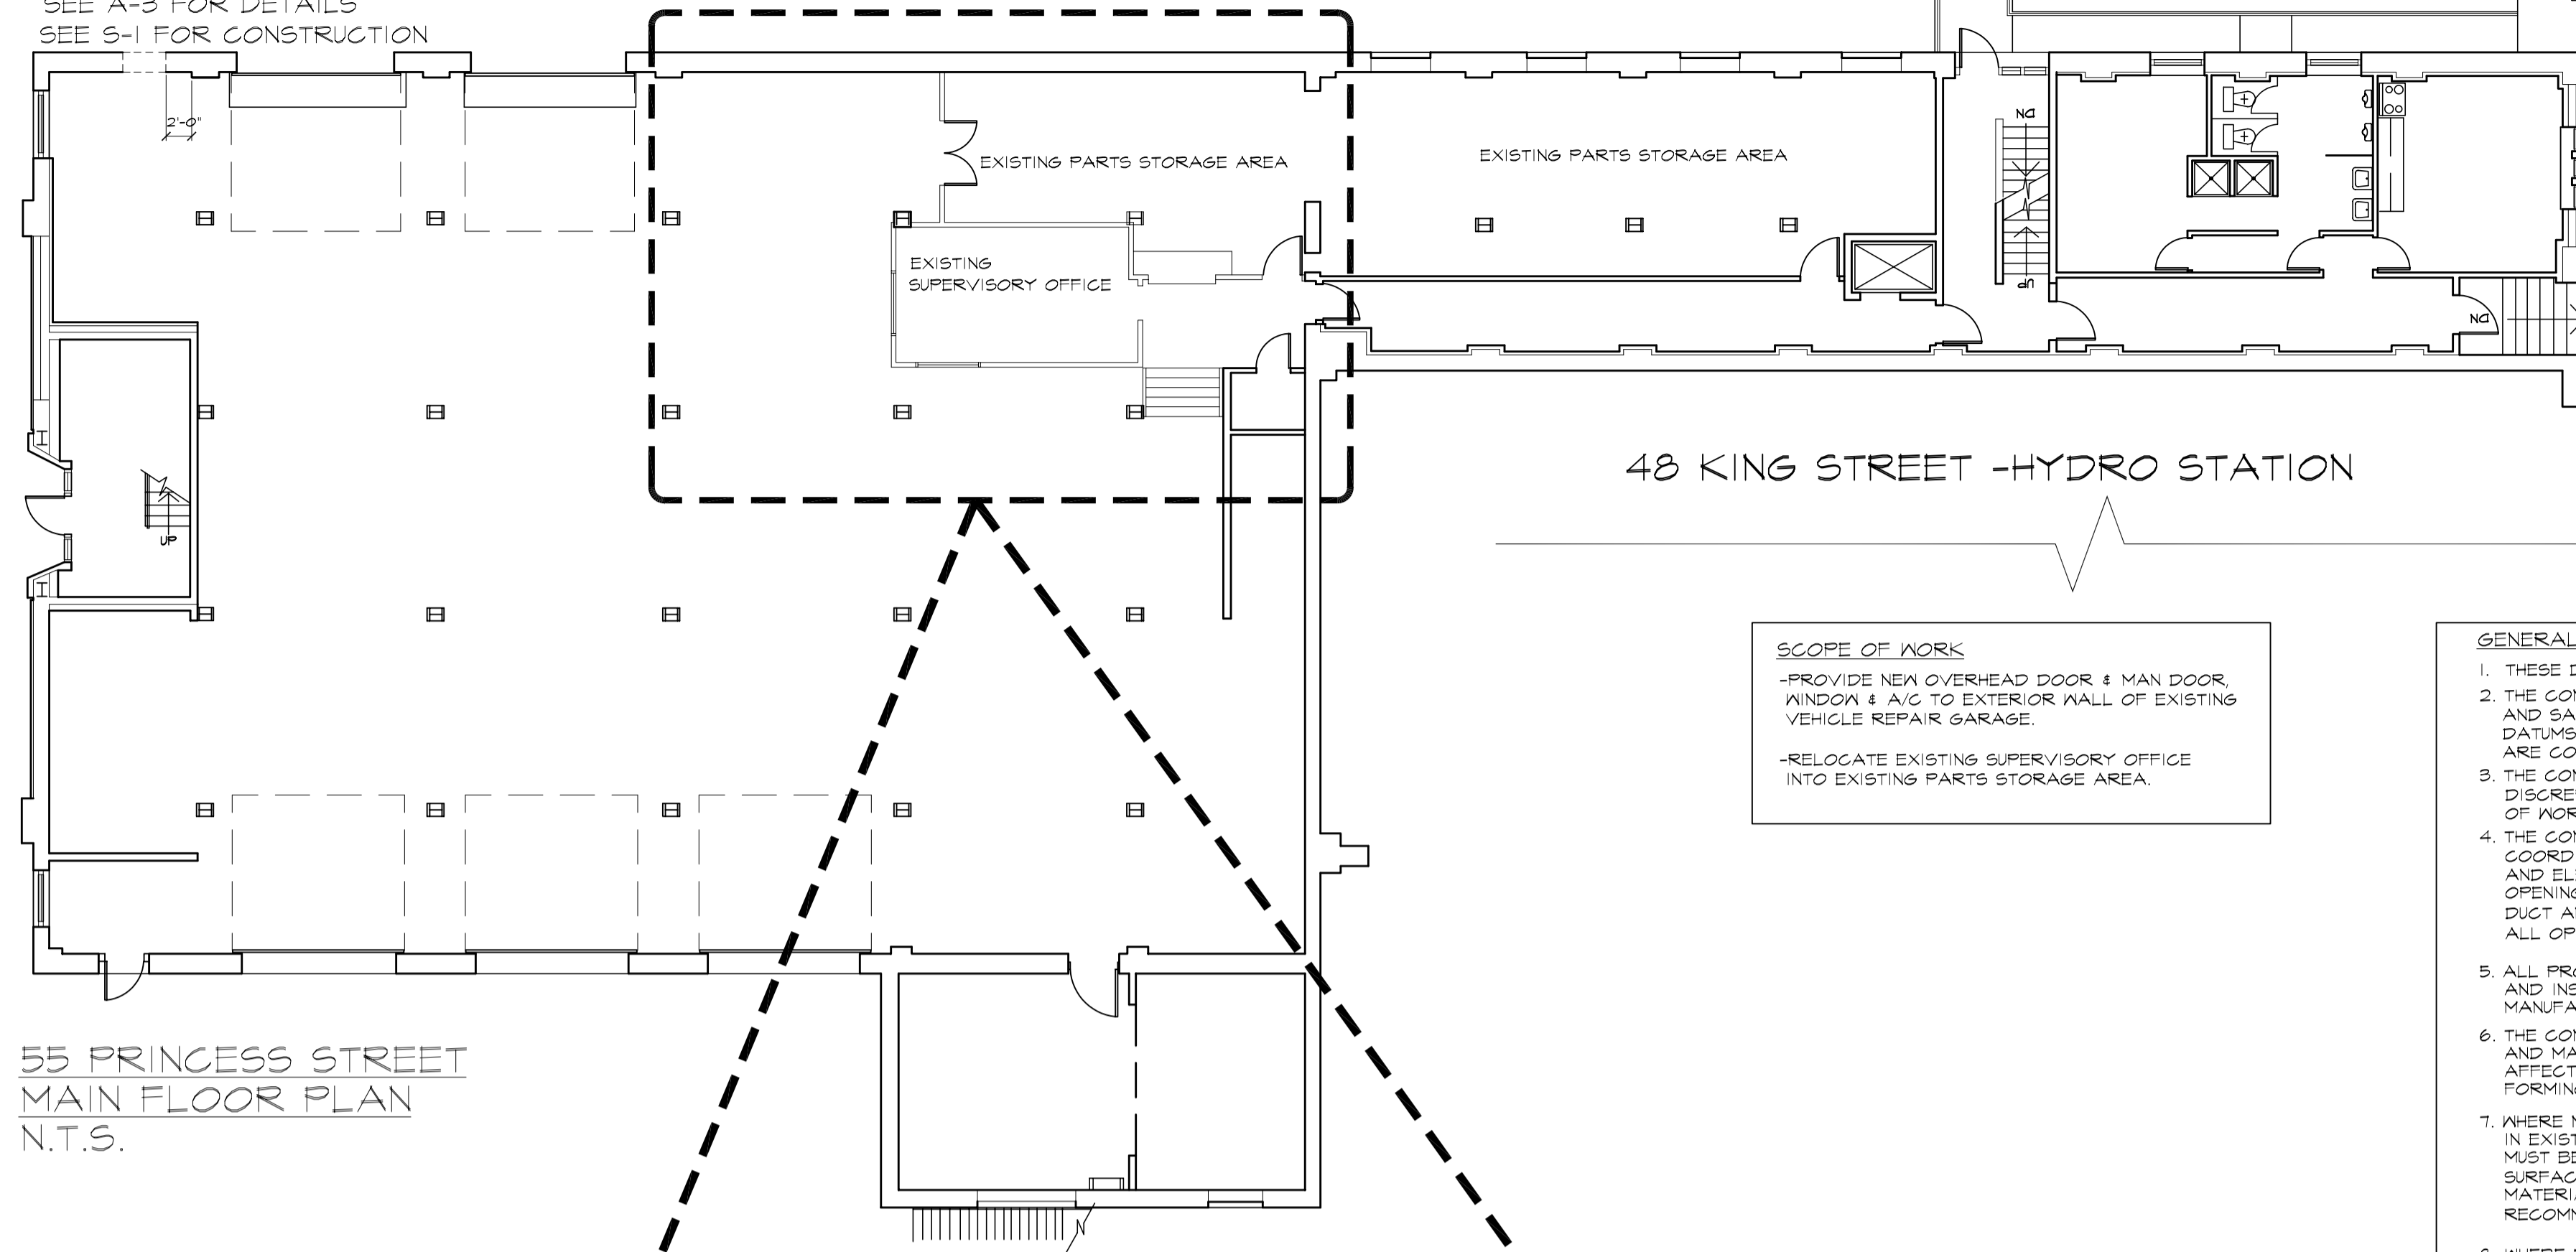 SEE A-3 FOR DETAILS
SEE S-1 FOR CONSTRUCTION
2'-0"
EXISTING PARTS STORAGE AREA
EXISTING PARTS STORAGE AREA
EXISTING
SUPERVISORY OFFICE
DN
UP
DN
UP
48 KING STREET -HYDRO STATION
SCOPE OF WORK
-PROVIDE NEW OVERHEAD DOOR & MAN DOOR,
WINDOW & A/C TO EXTERIOR WALL OF EXISTING
VEHICLE REPAIR GARAGE.
-RELOCATE EXISTING SUPERVISORY OFFICE
INTO EXISTING PARTS STORAGE AREA.
GENERAL
1. THESE
2. THE
AND
DATUMS
ARE
3. THE
OF
4. THE
AND
DUCT
ALL
5. ALL
AND
6. THE
AND
AFFECT
7. WHERE
IN
MUST BE
55 PRINCESS STREET
MAIN FLOOR PLAN
N.T.S.